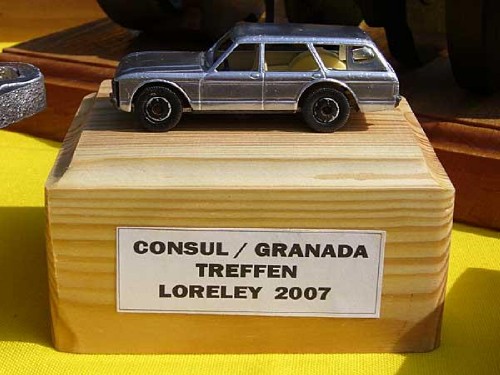 CONSUL / GRANADA
TREFFEN
LORELEY 2007